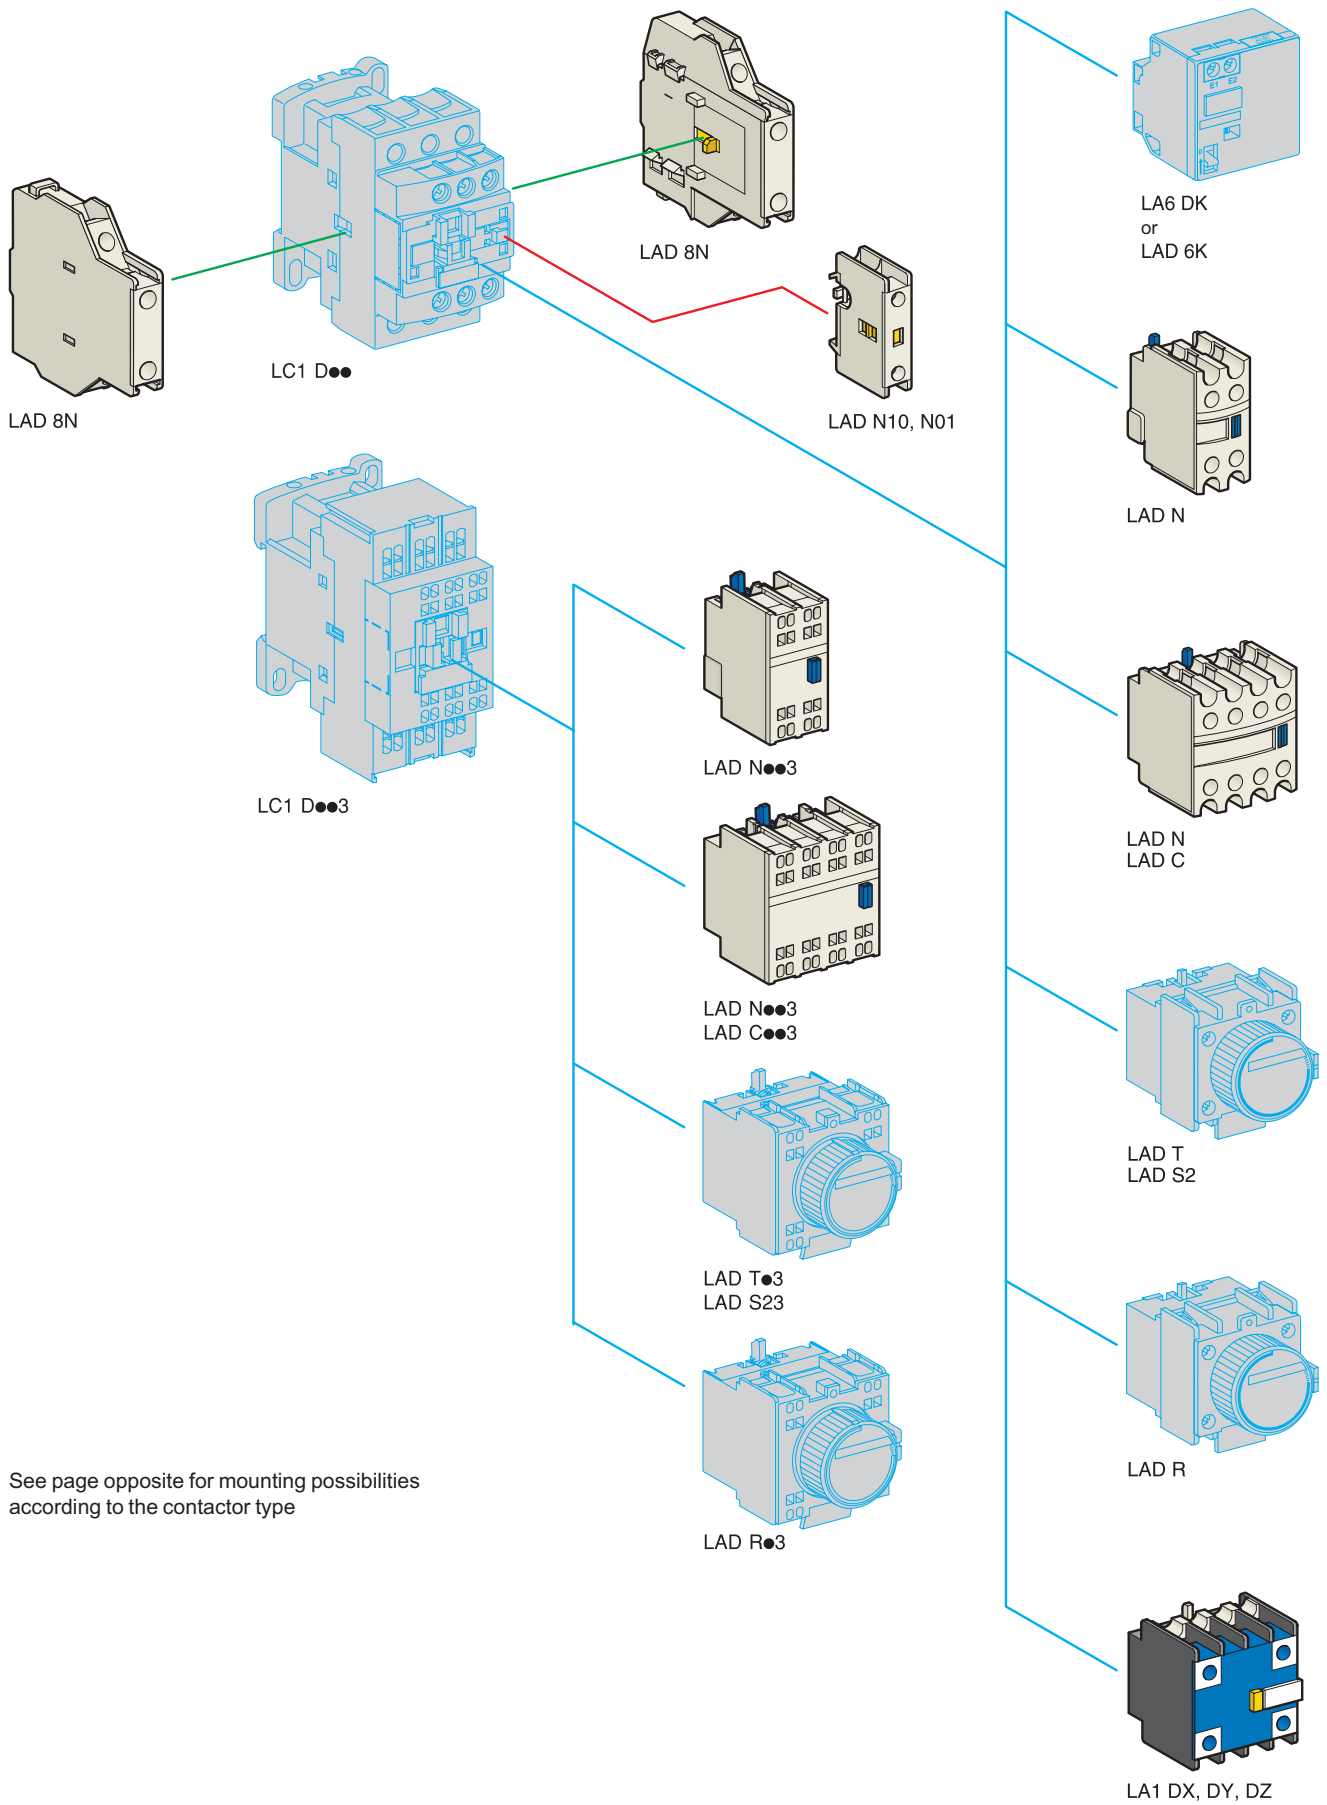 E1 E2
LA6 DK
or
LAD 6K
LAD 8N
LC1 D●●
LAD 8N
LAD N10, N01
LAD N
LAD N●●3
LC1 D●●3
LAD N
LAD C
LAD N●●3
LAD C●●3
LAD T
LAD S2
LAD T●3
LAD S23
LAD R
See page opposite for mounting possibilities
according to the contactor type
LAD R●3
LA1 DX, DY, DZ